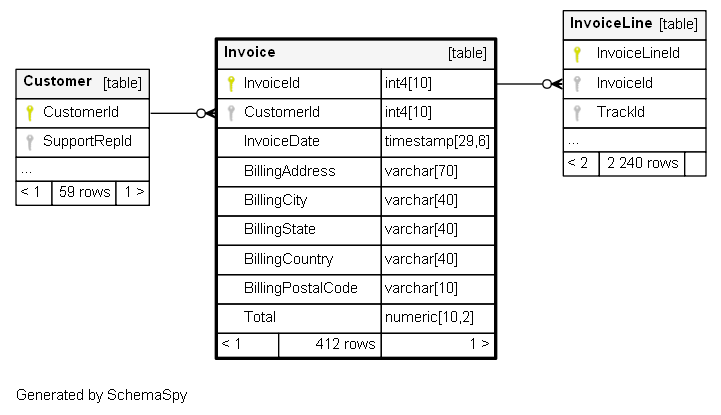 Customer [table]
CustomerId
SupportRepId
...
< 1 59 rows 1 >
Invoice [table]
InvoiceId int4[10]
CustomerId int4[10]
InvoiceDate timestamp[29,6]
BillingAddress varchar[70]
BillingCity varchar[40]
BillingState varchar[40]
BillingCountry varchar[40]
BillingPostalCode varchar[10]
Total numeric[10,2]
< 1 412 rows 1 >
InvoiceLine [table]
InvoiceLineId
InvoiceId
TrackId
...
< 2 2 240 rows
Generated by SchemaSpy